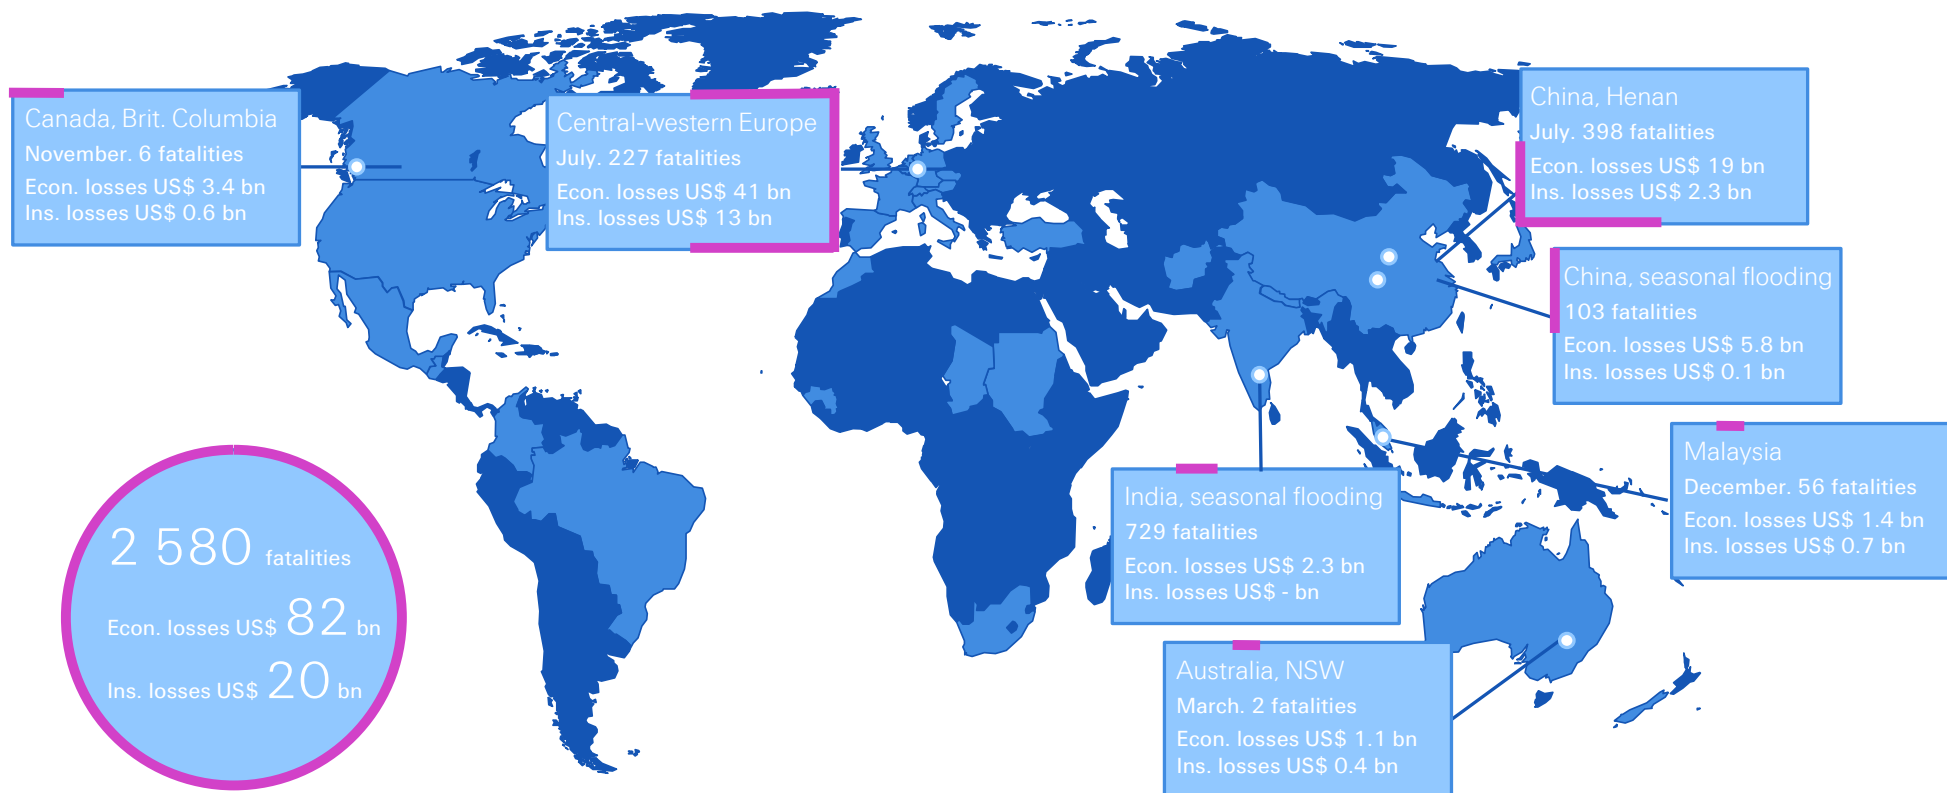 Canada, Brit. Columbia
November. 6 fatalities
Econ. losses US$ 3.4 bn
Ins. losses US$ 0.6 bn
Central-western Europe
July. 227 fatalities
Econ. losses US$ 41 bn
Ins. losses US$ 13 bn
China, Henan
July. 398 fatalities
Econ. losses US$ 19 bn
Ins. losses US$ 2.3 bn
China, seasonal flooding
103 fatalities
Econ. losses US$ 5.8 bn
Ins. losses US$ 0.1 bn
Malaysia
December. 56 fatalities
Econ. losses US$ 1.4 bn
Ins. losses US$ 0.7 bn
India, seasonal flooding
729 fatalities
Econ. losses US$ 2.3 bn
Ins. losses US$ - bn
Australia, NSW
March. 2 fatalities
Econ. losses US$ 1.1 bn
Ins. losses US$ 0.4 bn
2 580 fatalities
Econ. losses US$ 82 bn
Ins. losses US$ 20 bn